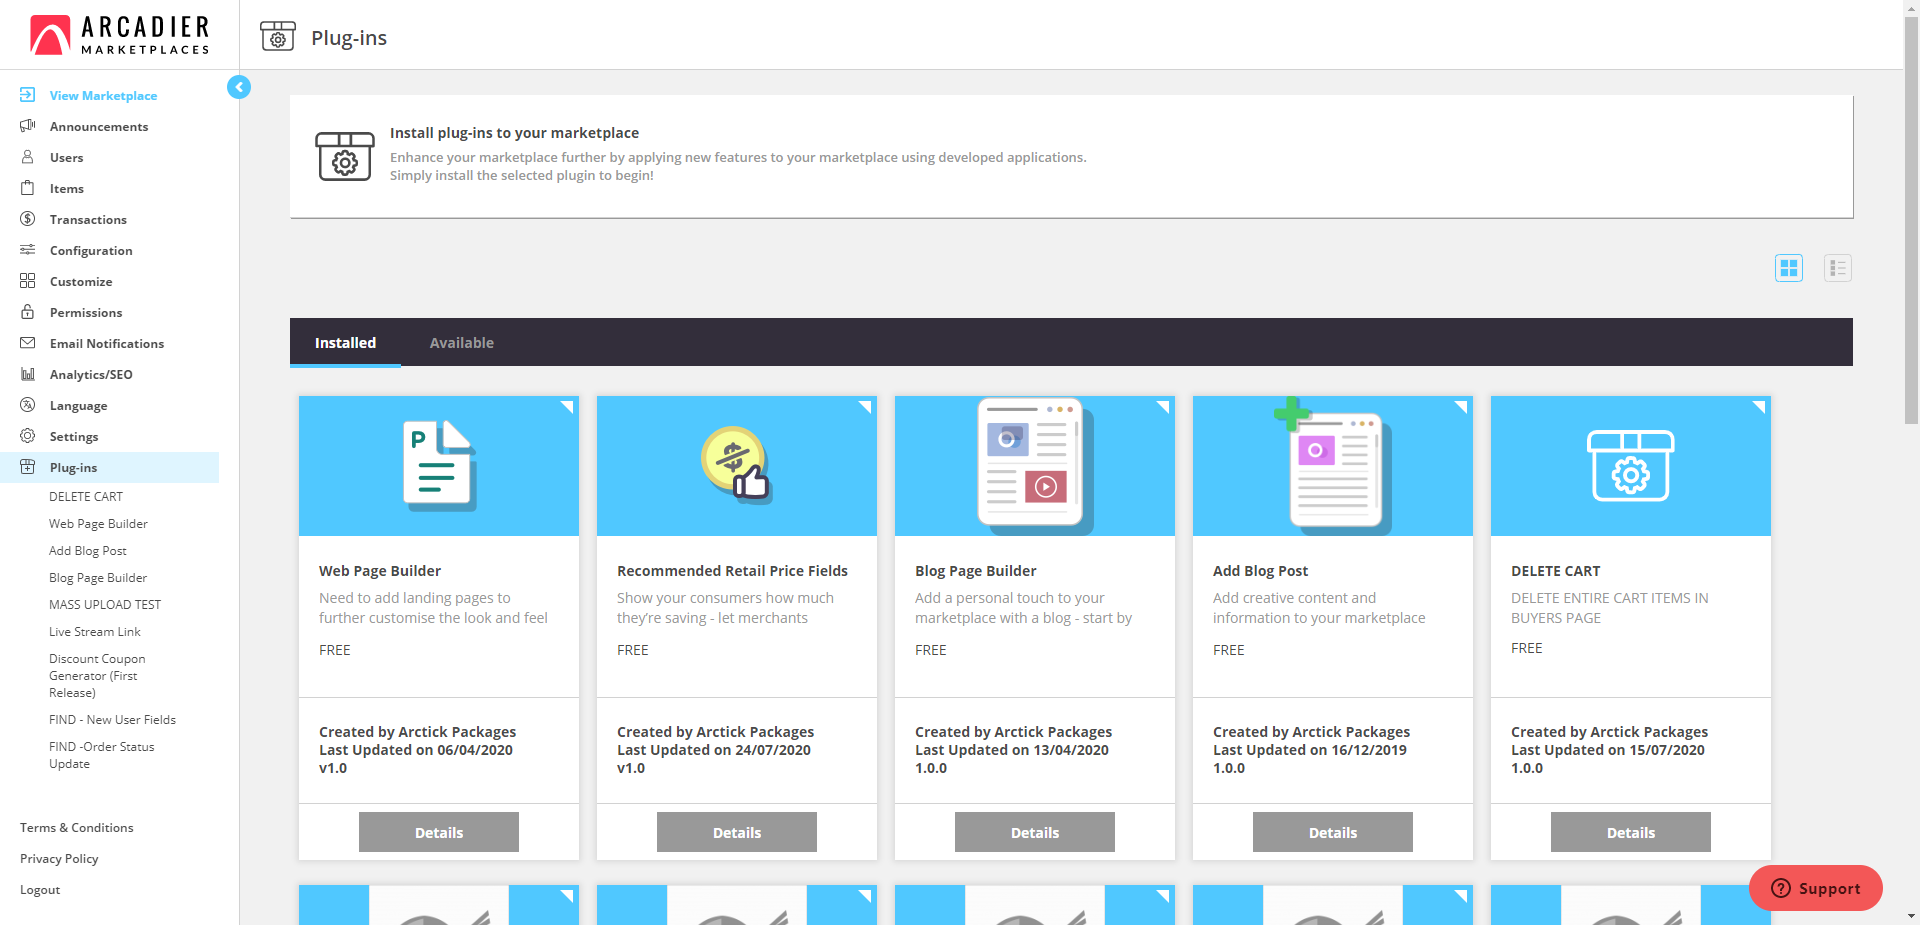 ARCADIER
MARKETPLACES
Plug-ins
View Marketplace
Announcements
Users
Items
Transactions
Configuration
Customize
Permissions
Email Notifications
Analytics/SEO
Language
Settings
Plug-ins
DELETE CART
Web Page Builder
Add Blog Post
Blog Page Builder
MASS UPLOAD TEST
Live Stream Link
Discount Coupon
Generator (First
Release)
FIND - New User Fields
FIND -Order Status
Update
Terms & Conditions
Privacy Policy
Logout
Install plug-ins to your marketplace
Enhance your marketplace further by applying new features to your marketplace using developed applications.
Simply install the selected plugin to begin!
Installed
Available
P
Web Page Builder
Need to add landing pages to
further customise the look and feel
FREE
Created by Arctick Packages
Last Updated on 06/04/2020
v1.0
Details
Recommended Retail Price Fields
Show your consumers how much
they’re saving - let merchants
FREE
Created by Arctick Packages
Last Updated on 24/07/2020
v1.0
Details
Blog Page Builder
Add a personal touch to your
marketplace with a blog - start by
FREE
Created by Arctick Packages
Last Updated on 13/04/2020
1.0.0
Details
Add Blog Post
Add creative content and
information to your marketplace
FREE
Created by Arctick Packages
Last Updated on 16/12/2019
1.0.0
Details
DELETE CART
DELETE ENTIRE CART ITEMS IN
BUYERS PAGE
FREE
Created by Arctick Packages
Last Updated on 15/07/2020
1.0.0
Details
Support